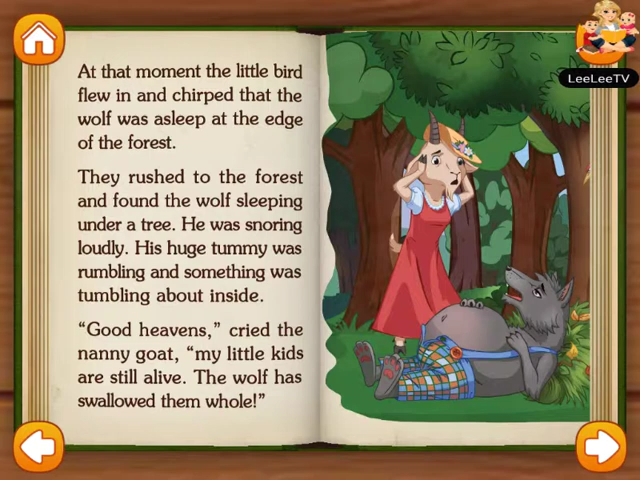 At that moment the little bird
flew in and chirped that the
wolf was asleep at the edge
of the forest.
They rushed to the forest
and found the wolf sleeping
under a tree. He was snoring
loudly. His huge tummy was
rumbling and something was
tumbling about inside.
“Good heavens,” cried the
nanny goat, “my little kids
are still alive. The wolf has
swallowed them whole!”
LeeLeeTV